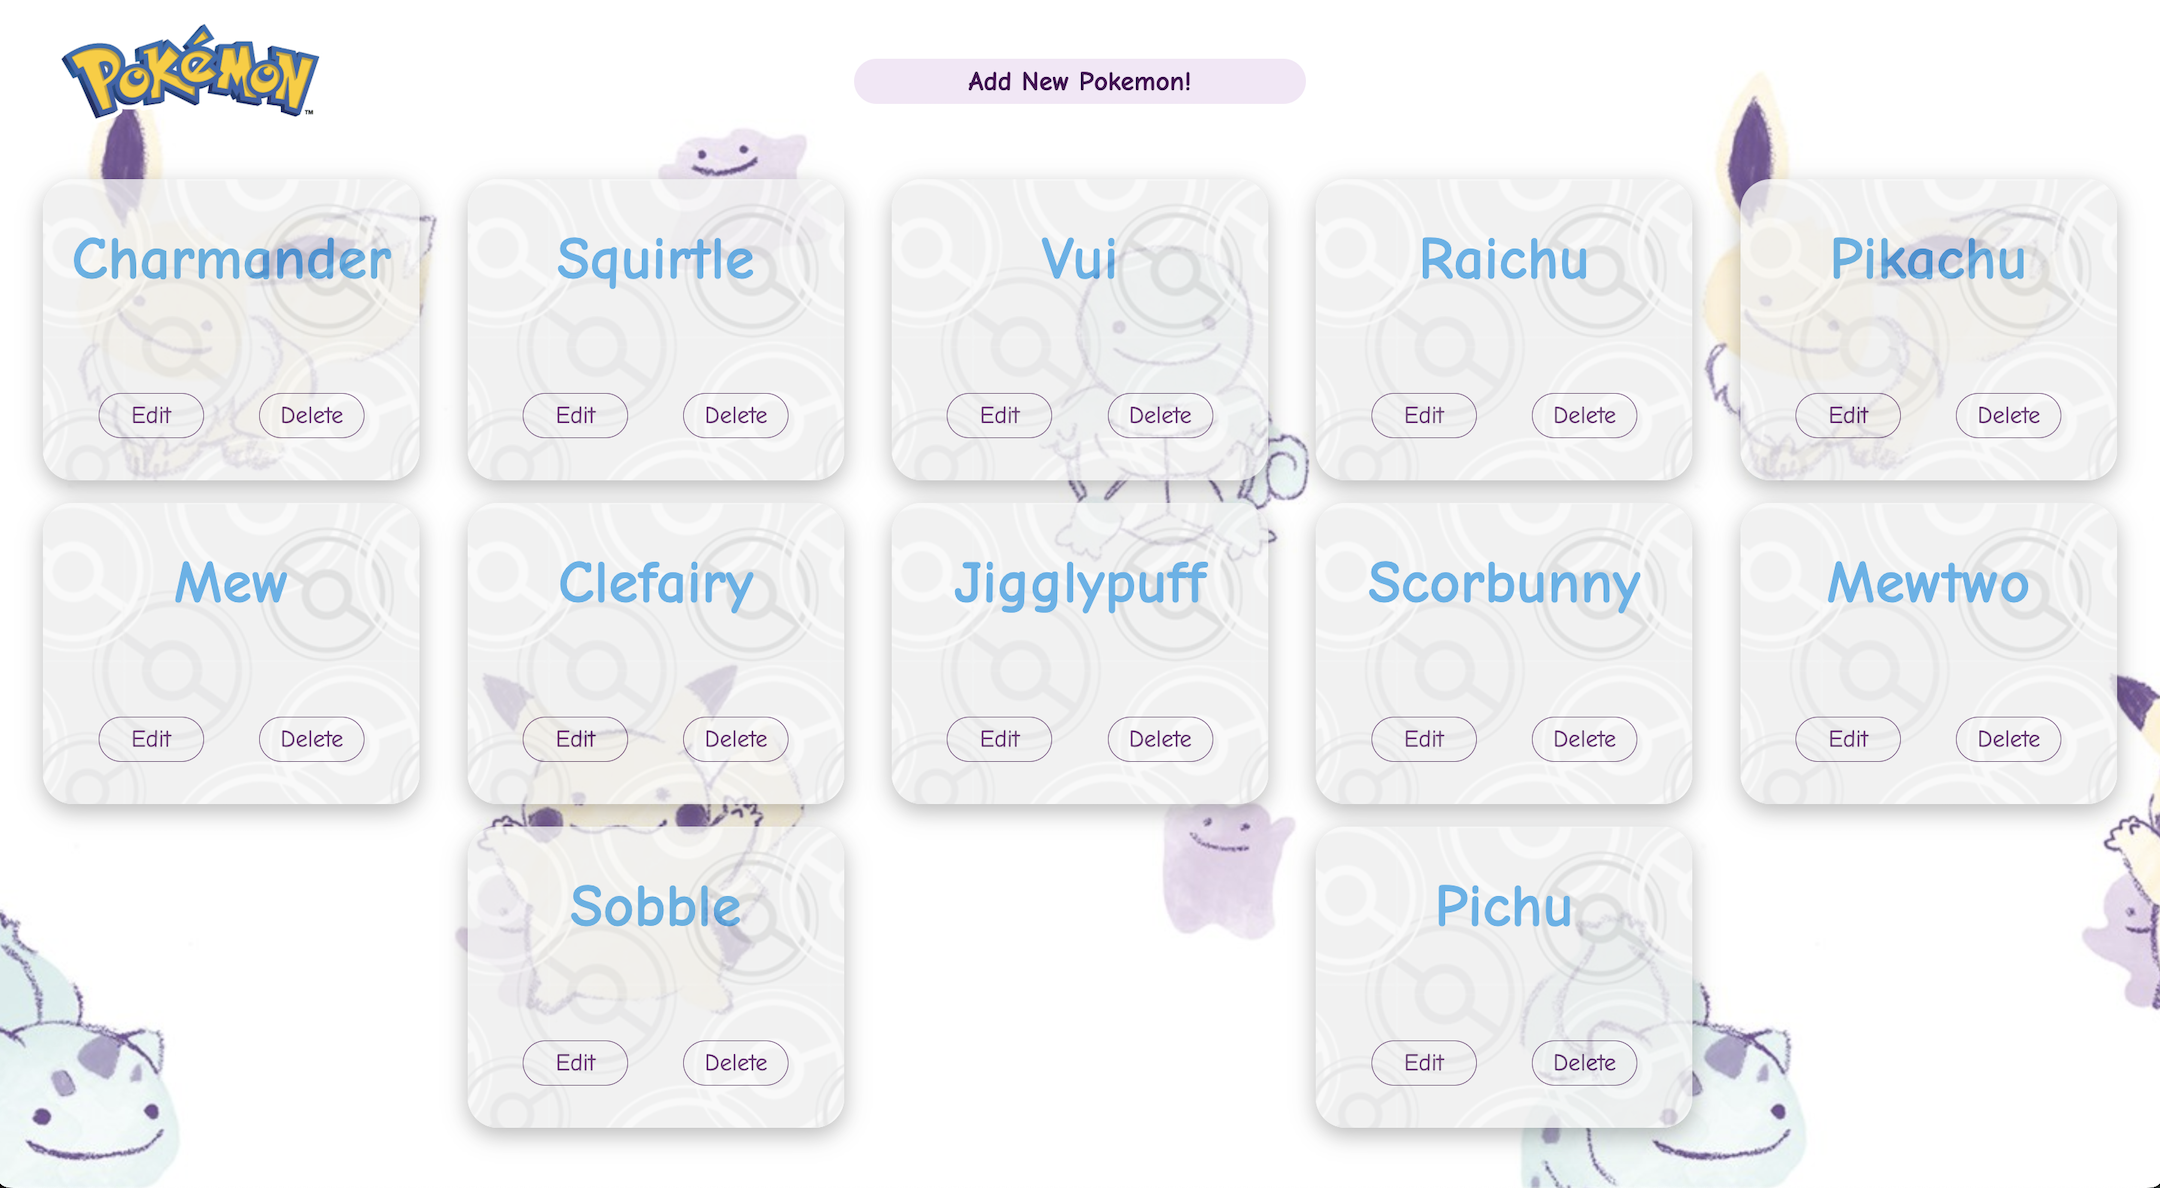 POKéMON™
Add New Pokemon!
Charmander
Edit Delete
Squirtle
Edit Delete
Vui
Edit Delete
Raichu
Edit Delete
Pikachu
Edit Delete
Mew
Edit Delete
Clefairy
Edit Delete
Jigglypuff
Edit Delete
Scorbunny
Edit Delete
Mewtwo
Edit Delete
Sobble
Edit Delete
Pichu
Edit Delete